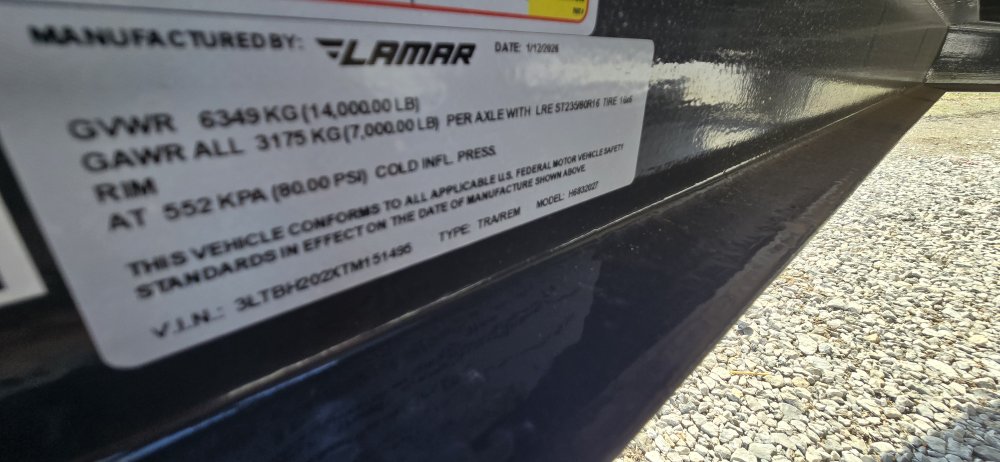 MANUFACTURED BY: LAMAR DATE: 1/12/2026
GVWR 6349 KG (14,000.00 LB)
GAWR ALL 3175 KG (7,000.00 LB) PER AXLE WITH LRE ST235/80R16 TIRE 16x6
RIM
AT 552 KPA (80.00 PSI) COLD INFL. PRESS.
THIS VEHICLE CONFORMS TO ALL APPLICABLE U.S. FEDERAL MOTOR VEHICLE SAFETY
STANDARDS IN EFFECT ON THE DATE OF MANUFACTURE SHOWN ABOVE
V.I.N.: 3LTBH202XTM151496 TYPE: TRA/REM MODEL: H6832027